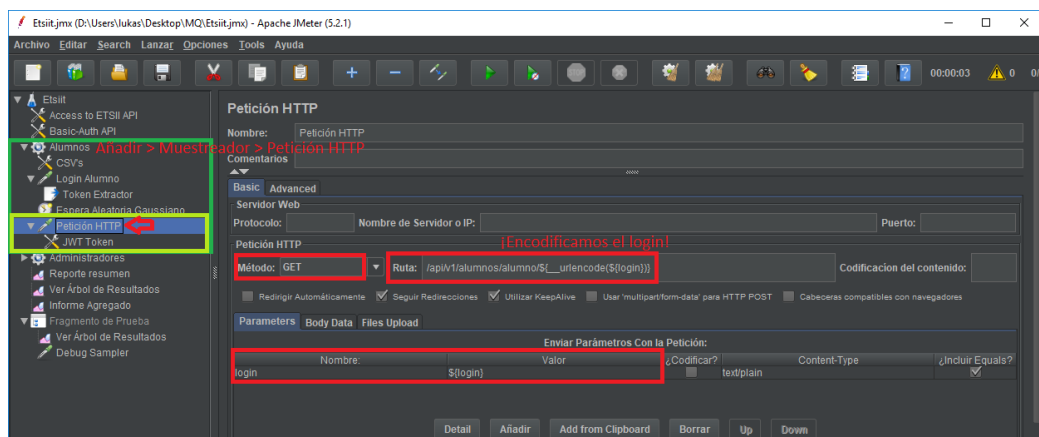 Etsiit.jmx (D:\Users\lukas\Desktop\MQ\Etsiit.jmx) - Apache JMeter (5.2.1)
Archivo Editar Search Lanzar Opciones Tools Ayuda
00:00:03 0 0/
Etsiit
Access to ETSII API
Basic-Auth API
Alumnos
Añadir > Muestreador > Petición HTTP
CSV's
Login Alumno
Token Extractor
Espera Aleatoria Gaussiano
Petición HTTP
JWT Token
Administradores
Reporte resumen
Ver Árbol de Resultados
Informe Agregado
Fragmento de Prueba
Ver Árbol de Resultados
Debug Sampler
Petición HTTP
Nombre: Petición HTTP
Comentarios
Basic Advanced
Servidor Web
Protocolo: Nombre de Servidor o IP: Puerto:
Petición HTTP
¡Encodificamos el login!
Método: GET Ruta: /api/v1/alumnos/alumno/${__urlencode(${login})} Codificacion del contenido:
Redirigir Automáticamente Seguir Redirecciones Utilizar KeepAlive Usar 'multipart/form-data' para HTTP POST Cabeceras compatibles con navegadores
Parameters Body Data Files Upload
Enviar Parámetros Con la Petición:
Nombre: Valor ¿Codificar? Content-Type ¿Incluir Equals?
login ${login} text/plain
Detail Añadir Add from Clipboard Borrar Up Down